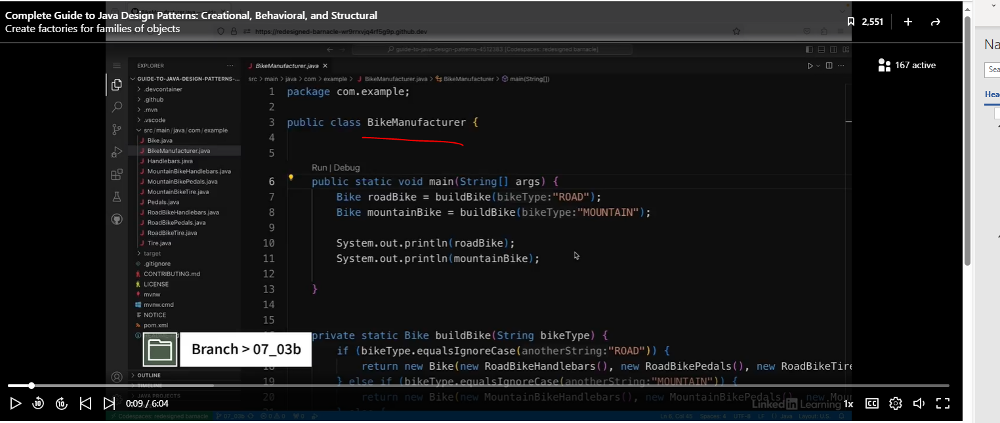 Complete Guide to Java Design Patterns: Creational, Behavioral, and Structural
Create factories for families of objects
2,551
https://redesigned-barnacle-wr9rrxvjq4rf5g9p.github.dev
guide-to-java-design-patterns-4512383 [Codespaces: redesigned barnacle]
167 active
Na
Sea
Hea
EXPLORER
GUIDE-TO-JAVA-DESIGN-PATTERNS-...
.devcontainer
.github
.mvn
.vscode
src/main/java/com/example
Bike.java
BikeManufacturer.java
Handlebars.java
MountainBikeHandlebars.java
MountainBikePedals.java
MountainBikeTire.java
Pedals.java
RoadBikeHandlebars.java
RoadBikePedals.java
RoadBikeTire.java
Tire.java
target
.gitignore
CONTRIBUTING.md
LICENSE
mvnw
mvnw.cmd
NOTICE
pom.xml
OUTLINE
TIMELINE
JAVA PROJECTS
BikeManufacturer.java
src > main > java > com > example > BikeManufacturer.java > BikeManufacturer > main(String[])
1 package com.example;
2
3 public class BikeManufacturer {
4
5
Run | Debug
6 public static void main(String[] args) {
7 Bike roadBike = buildBike(bikeType:"ROAD");
8 Bike mountainBike = buildBike(bikeType:"MOUNTAIN");
9
10 System.out.println(roadBike);
11 System.out.println(mountainBike);
12
13 }
14
15
private static Bike buildBike(String bikeType) {
if (bikeType.equalsIgnoreCase(anotherString:"ROAD")) {
return new Bike(new RoadBikeHandlebars(), new RoadBikePedals(), new RoadBikeTire
19 } else if (bikeType.equalsIgnoreCase(anotherString:"MOUNTAIN")) {
20 return new Bike(new MountainBikeHandlebars(), new MountainBikePedals(), new Moun
} else {
Branch > 07_03b
0:09 / 6:04
LinkedIn Learning
1x
CC
Codespaces: redesigned barnacle
07_03b
0 0
0
Ln 6, Col 45
Spaces: 4
UTF-8
LF
{} Java
Layout: U.S.